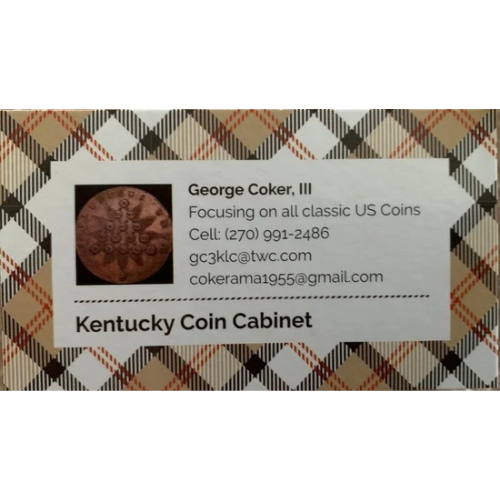 George Coker, III
Focusing on all classic US Coins
Cell: (270) 991-2486
gc3klc@twc.com
cokerama1955@gmail.com
Kentucky Coin Cabinet